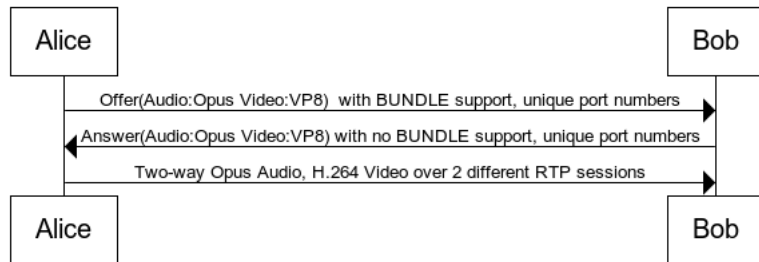 Alice Bob
Offer(Audio:Opus Video:VP8)  with BUNDLE support, unique port numbers
Answer(Audio:Opus Video:VP8) with no BUNDLE support, unique port numbers
Two-way Opus Audio, H.264 Video over 2 different RTP sessions
Alice Bob